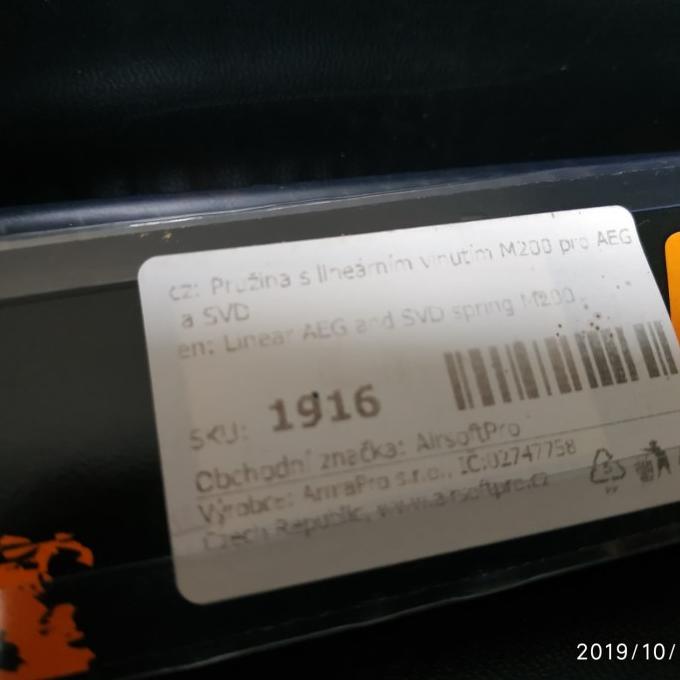 cz: Pružina s lineárním vinutím M200 pro AEG
a SVD
en: Linear AEG and SVD spring M200
SKU: 1916
Obchodní značka: AirsoftPro
Výrobce: AnraPro s.r.o., IC:02747758
Czech Republic, www.airsoftpro.cz
2019/10/